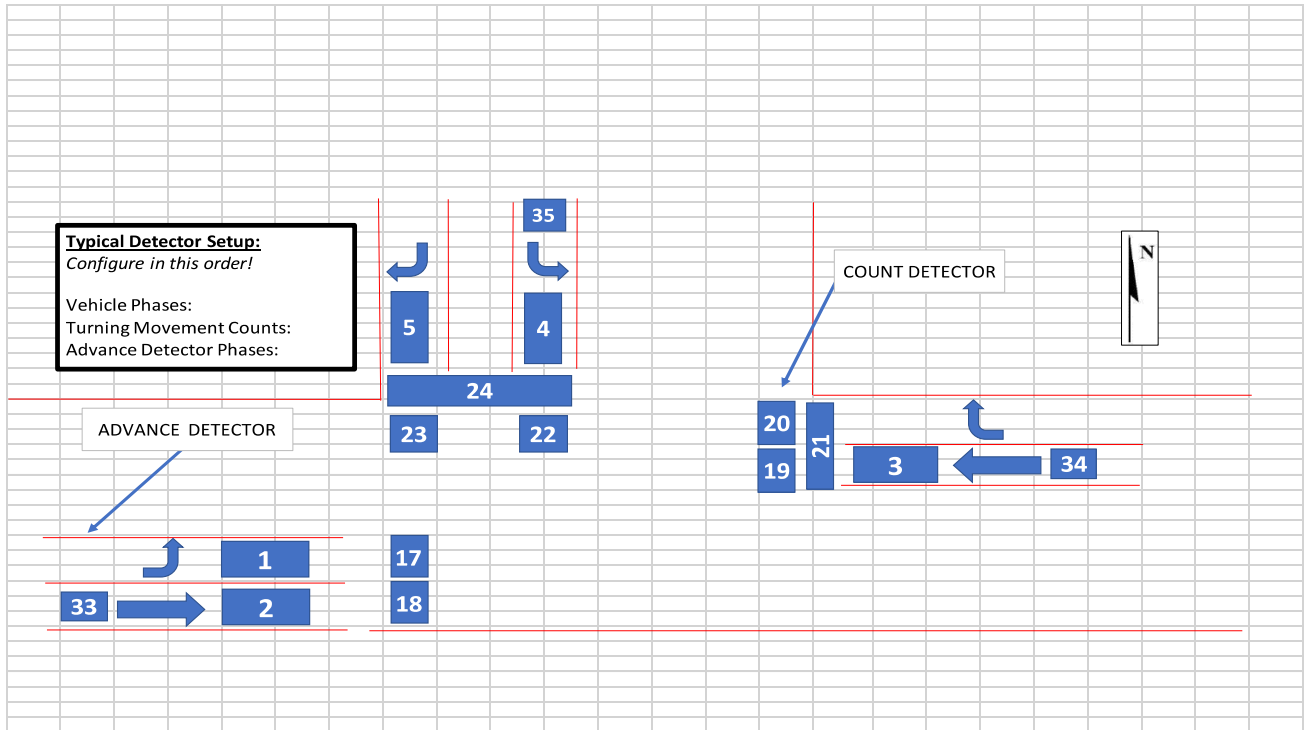 35
Typical Detector Setup:
Configure in this order!
Vehicle Phases:
Turning Movement Counts:
Advance Detector Phases:
N
COUNT DETECTOR
5
4
24
23
22
20
21
19
3
34
ADVANCE DETECTOR
1
17
33
2
18